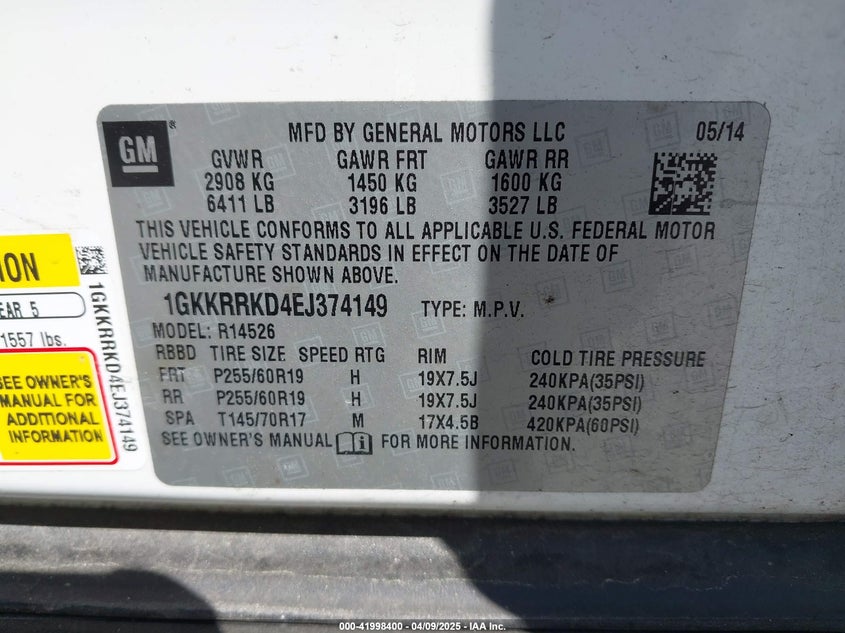 GM
MFD BY GENERAL MOTORS LLC 05/14
GVWR GAWR FRT GAWR RR
2908 KG 1450 KG 1600 KG
6411 LB 3196 LB 3527 LB
THIS VEHICLE CONFORMS TO ALL APPLICABLE U.S. FEDERAL MOTOR
VEHICLE SAFETY STANDARDS IN EFFECT ON THE DATE OF
MANUFACTURE SHOWN ABOVE.
1GKKRRKD4EJ374149 TYPE: M.P.V.
MODEL: R14526
RBBD TIRE SIZE SPEED RTG RIM COLD TIRE PRESSURE
FRT P255/60R19 H 19X7.5J 240KPA(35PSI)
RR P255/60R19 H 19X7.5J 240KPA(35PSI)
SPA T145/70R17 M 17X4.5B 420KPA(60PSI)
SEE OWNER'S MANUAL FOR MORE INFORMATION.
ION
EAR 5
1557 lbs.
SEE OWNER'S
MANUAL FOR
ADDITIONAL
INFORMATION
1GKKRRKD4EJ374149
000-41998400 - 04/09/2025 - IAA Inc.